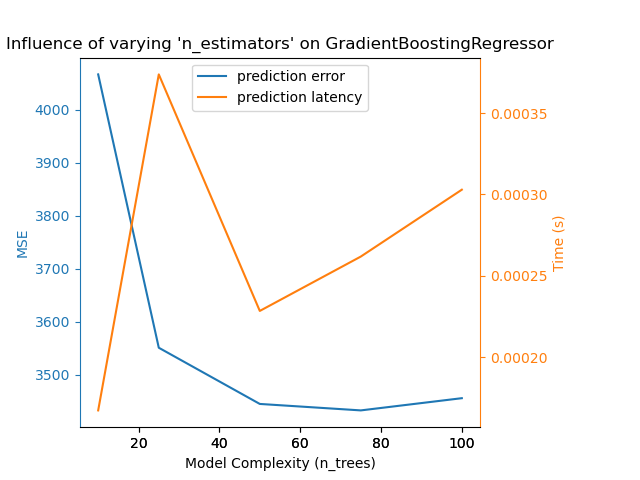 Influence of varying 'n_estimators' on GradientBoostingRegressor
prediction error
prediction latency
MSE
4000
3900
3800
3700
3600
3500
0.00035
0.00030
0.00025
0.00020
Time (s)
20 40 60 80 100
Model Complexity (n_trees)